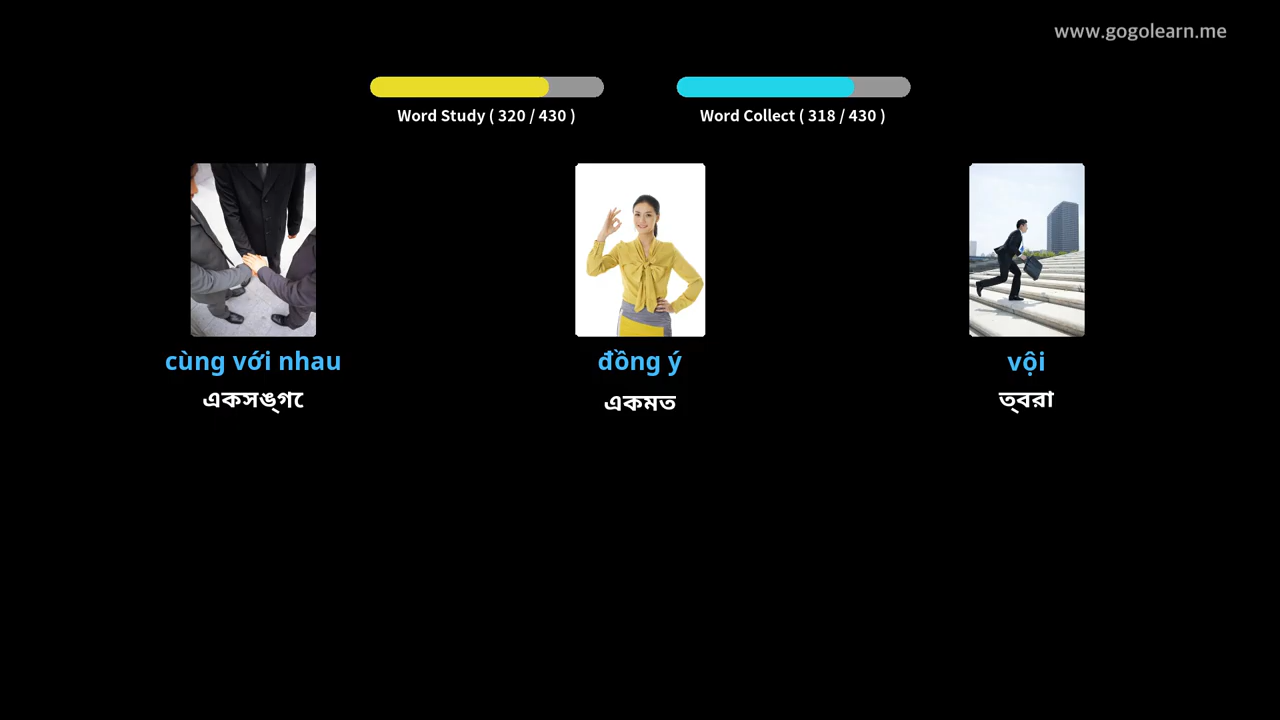 www.gogolearn.me
Word Study ( 320 / 430 )
Word Collect ( 318 / 430 )
cùng với nhau
đồng ý
vội
একসঙ্গে
একমত
ত্বরা